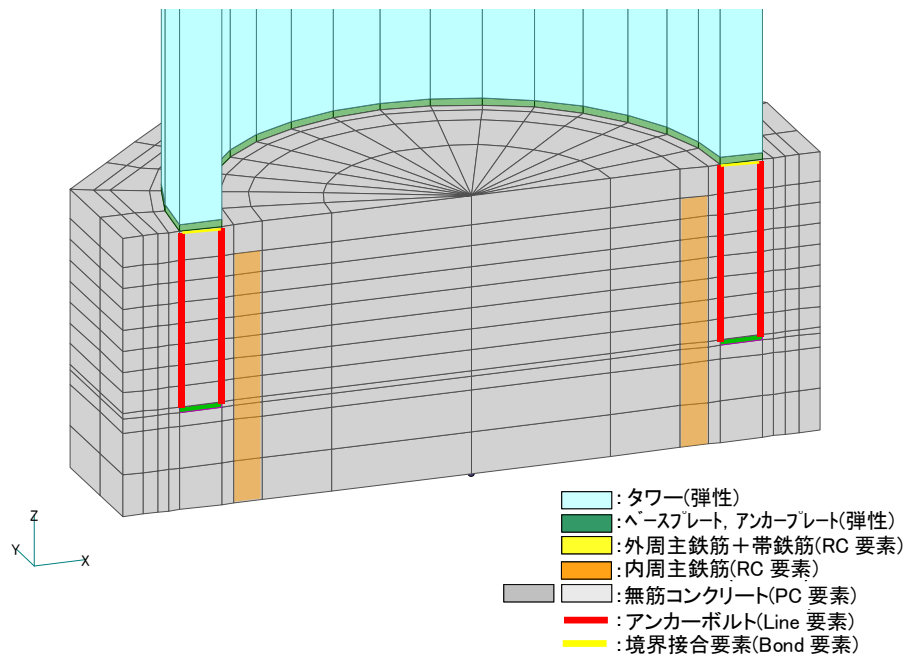 Z
Y
X
: タワー(弾性)
: ベースプレート, アンカープレート(弾性)
: 外周主鉄筋＋帯鉄筋(RC 要素)
: 内周主鉄筋(RC 要素)
: 無筋コンクリート(PC 要素)
: アンカーボルト(Line 要素)
: 境界接合要素(Bond 要素)